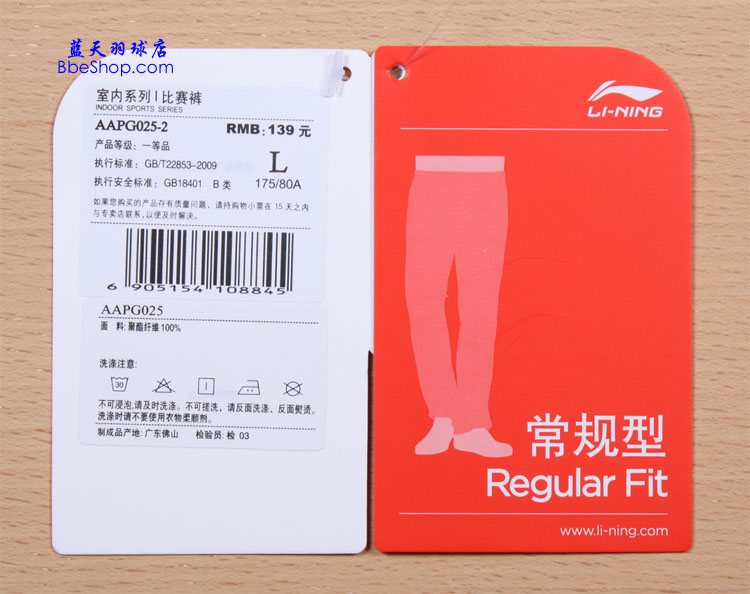 蓝天羽球店
BbeShop.com
室内系列 | 比赛裤
INDOOR SPORTS SERIES
AAPG025-2 RMB: 139 元
产品等级: 一等品
执行标准: GB/T22853-2009 L
执行安全标准: GB18401 B 类 175/80A
如果您购买的产品存有质量问题, 请持购物小票在 15 天之内
与专卖店联系,以便及时解决。
6 905154 108845
AAPG025
面 料: 聚酯纤维100%
洗涤注意:
30
不可浸泡,请及时洗涤。不可搓洗, 请反面洗涤、反面熨烫。
洗涤时请不要使用衣物柔顺剂。
制成品产地: 广东佛山 检验员: 检 03
LI-NING
常规型
Regular Fit
www.li-ning.com